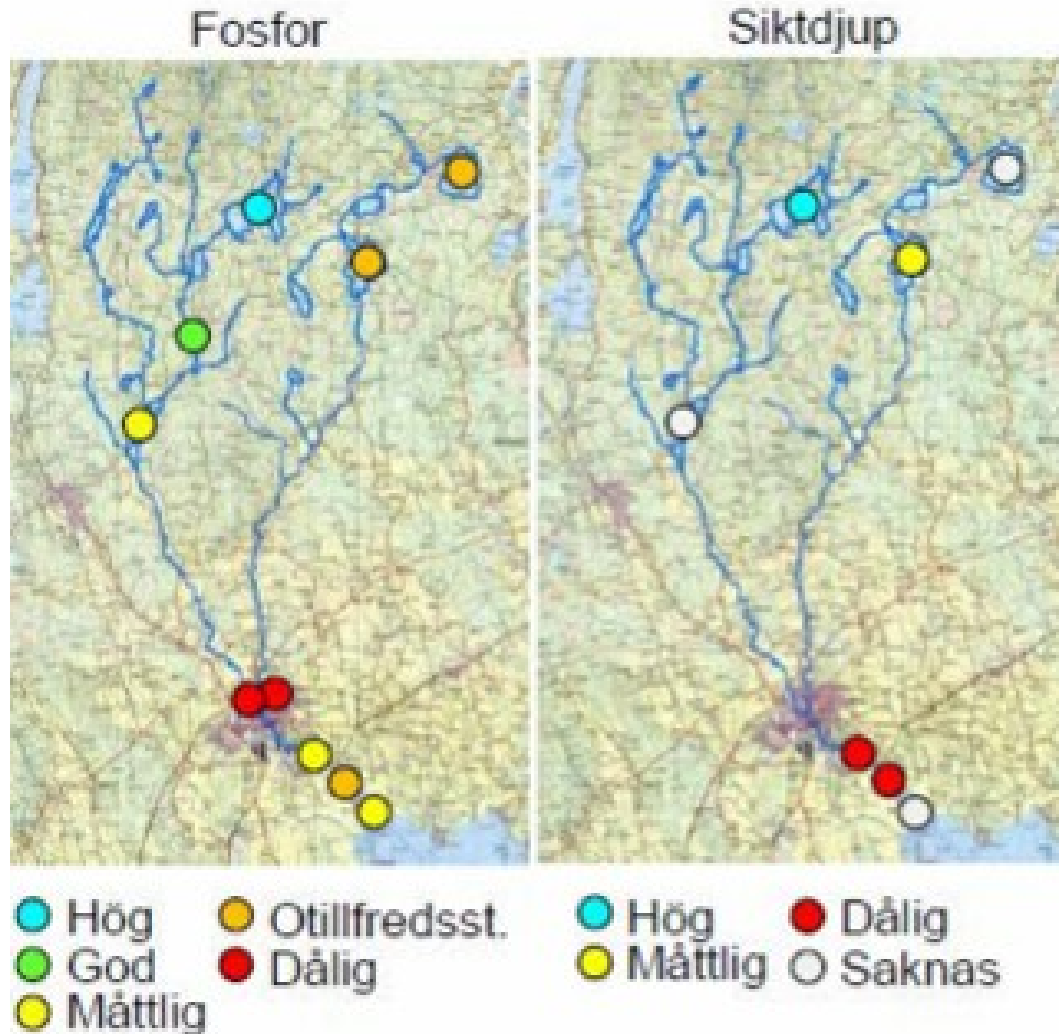 Fosfor
Siktdjup
Hög
Otillfredsst.
God
Dålig
Måttlig
Hög
Dålig
Måttlig
Saknas